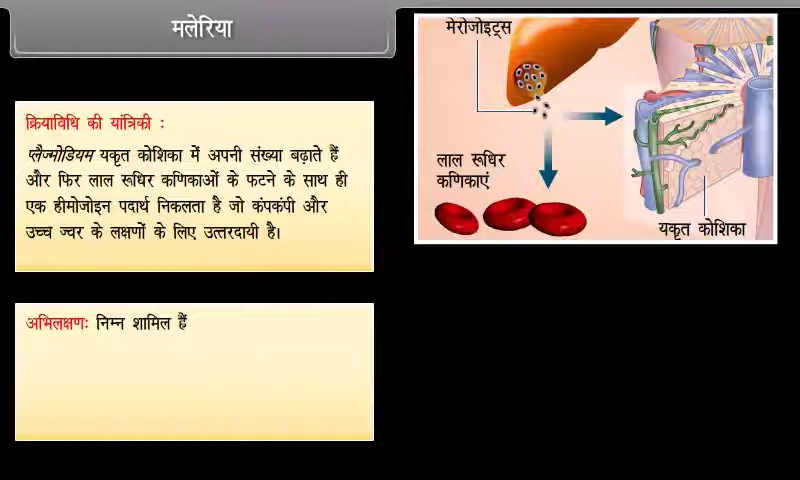 मलेरिया
क्रियाविधि की यांत्रिकी :
प्लैज्मोडियम यकृत कोशिका में अपनी संख्या बढ़ाते हैं
और फिर लाल रूधिर कणिकाओं के फटने के साथ ही
एक हीमोजोइन पदार्थ निकलता है जो कंपकंपी और
उच्च ज्वर के लक्षणों के लिए उत्तरदायी है।
अभिलक्षणः निम्न शामिल हैं
मेरोजोइट्स
लाल रूधिर
कणिकाएं
यकृत कोशिका